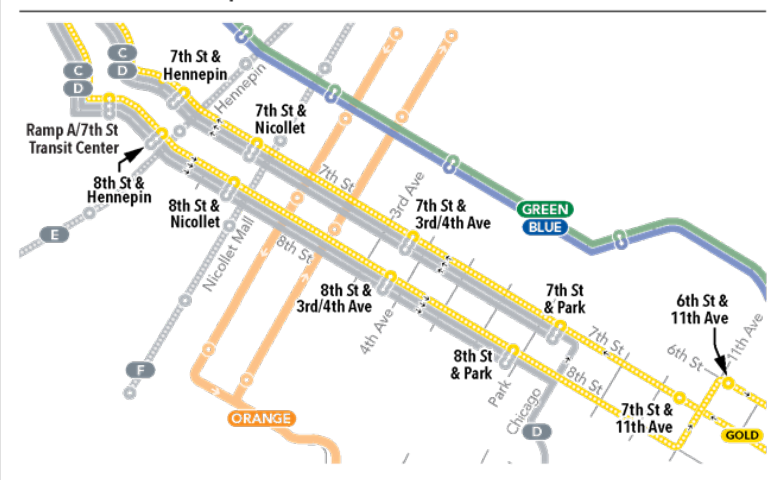 C
D
C
D
7th St &
Hennepin
Hennepin
7th St &
Nicollet
Ramp A/7th St
Transit Center
8th St &
Hennepin
8th St &
Nicollet
7th St
3rd Ave
7th St &
3rd/4th Ave
GREEN
BLUE
E
Nicollet Mall
8th St
8th St &
3rd/4th Ave
4th Ave
7th St
& Park
6th St &
11th Ave
11th Ave
7th St
6th St
8th St
& Park
8th St
Park
Chicago
F
ORANGE
7th St &
11th Ave
D
GOLD